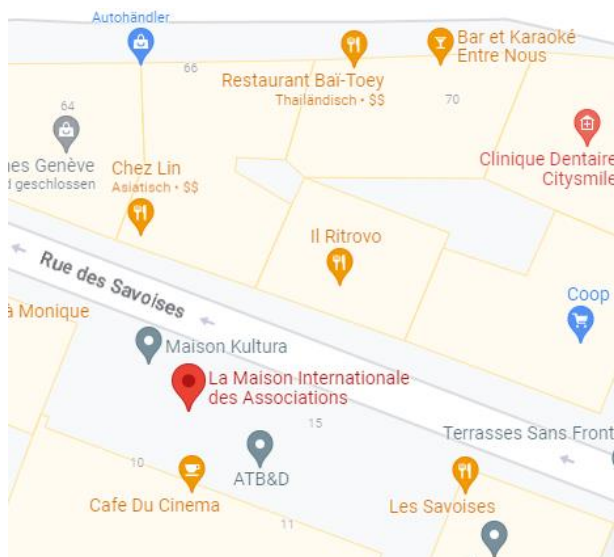 Autohändler
Bar et Karaoké
Entre Nous
66
Restaurant Baï-Toey
Thailändisch • $$
70
64
Clinique Dentaire
Citysmile
nes Genève
d geschlossen
Chez Lin
Asiatisch • $$
Il Ritrovo
Rue des Savoises
Coop
à Monique
Maison Kultura
La Maison Internationale
des Associations
15
Terrasses Sans Front
10
ATB&D
Cafe Du Cinema
Les Savoises
11